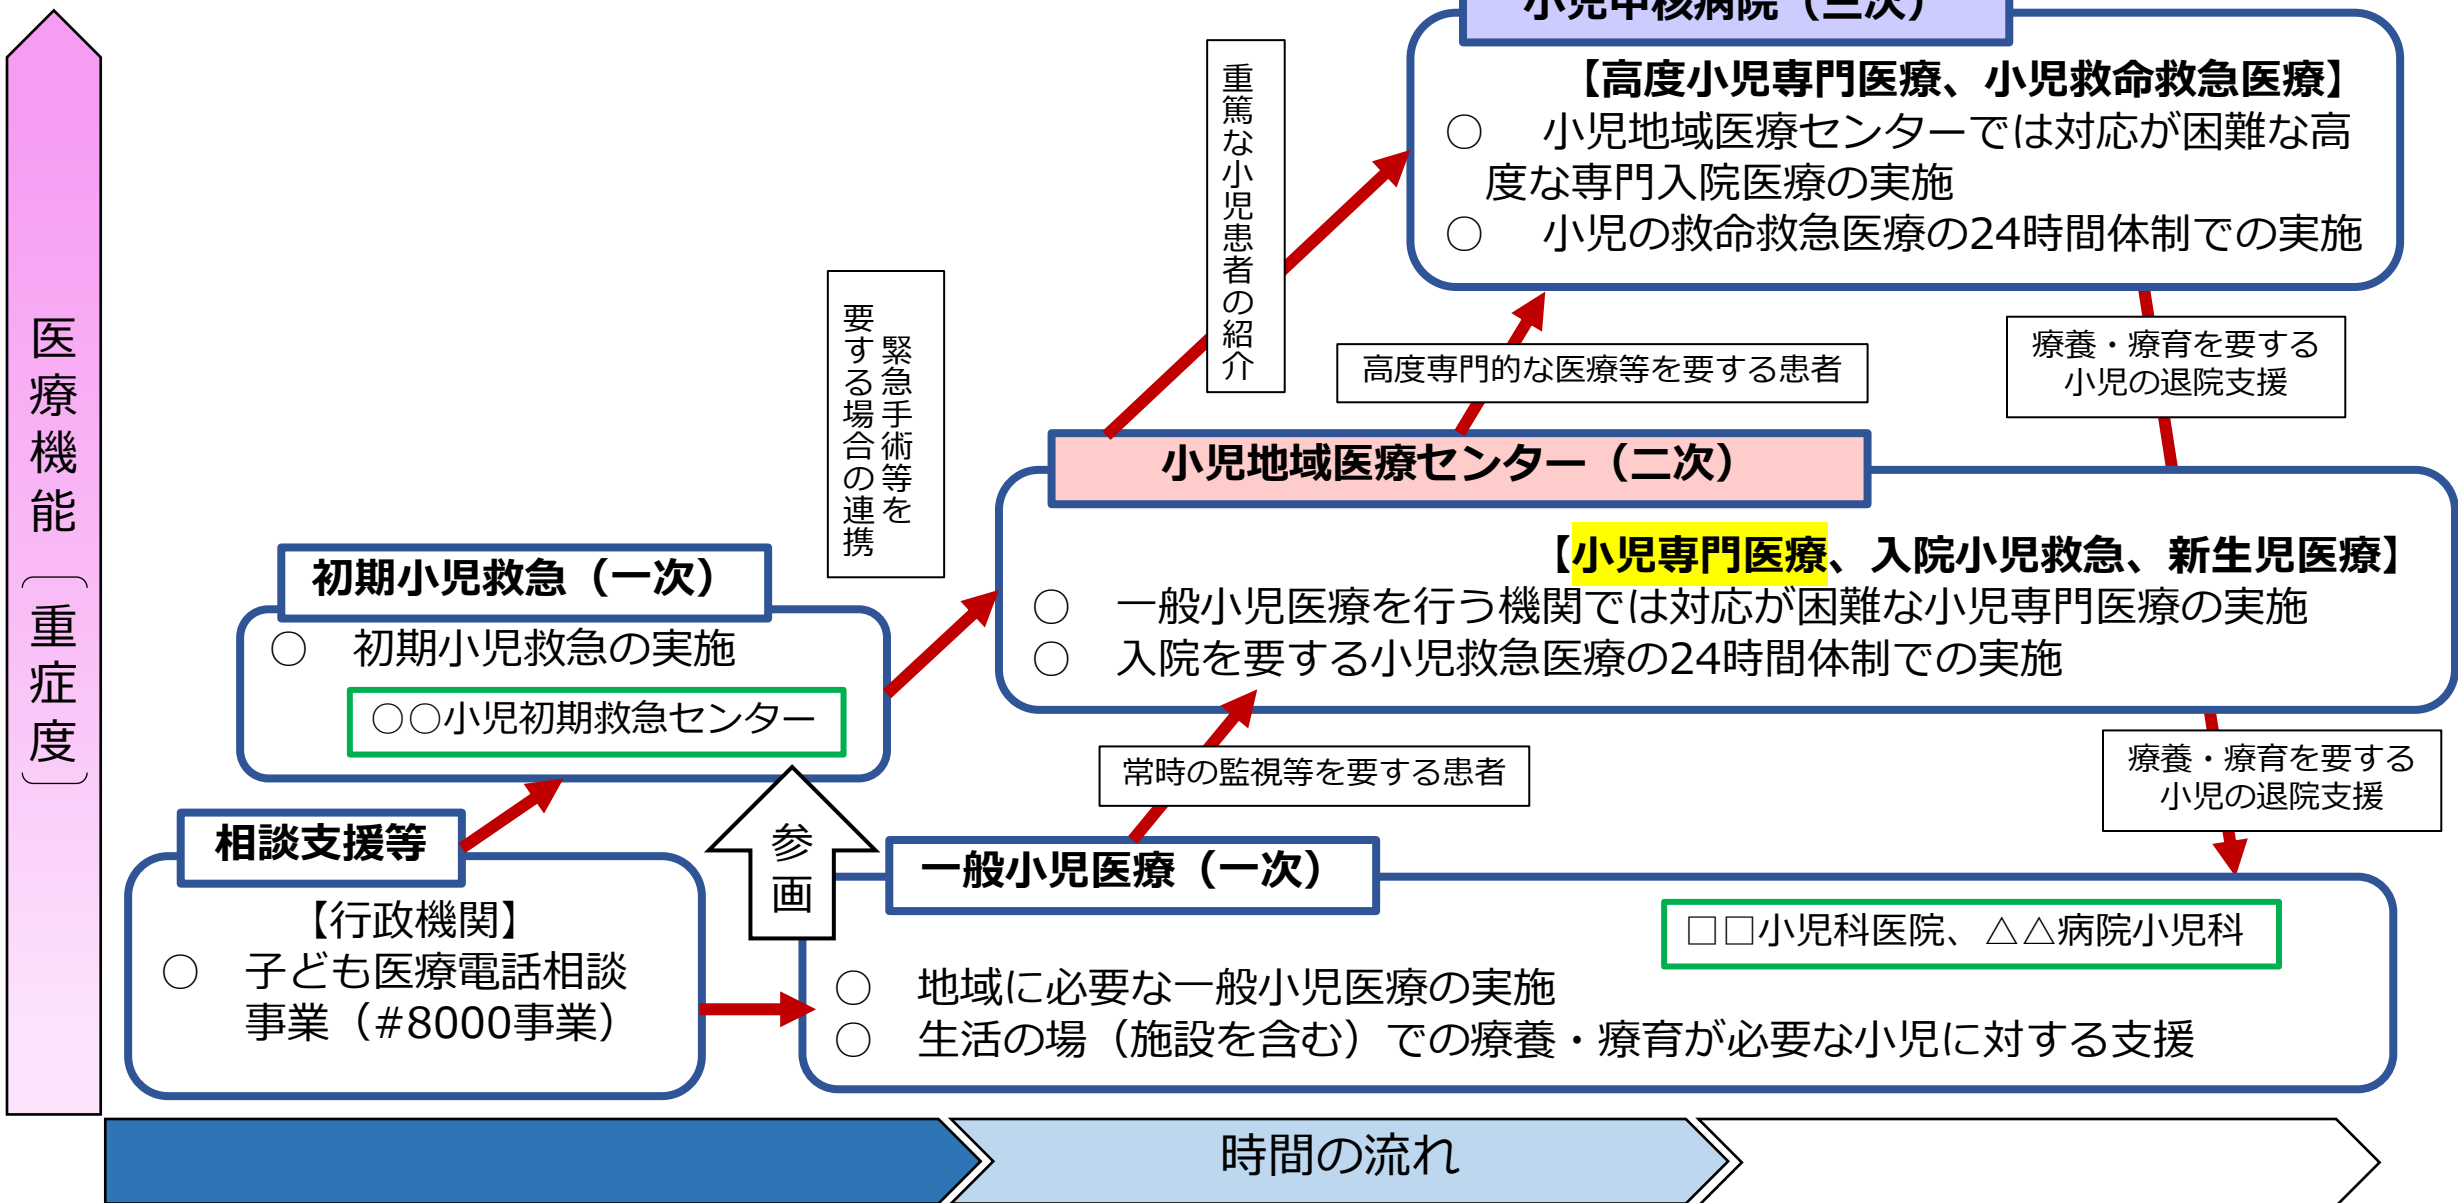 小児中核病院（三次）
【高度小児専門医療、小児救命救急医療】
○　小児地域医療センターでは対応が困難な高
度な専門入院医療の実施
○　小児の救命救急医療の24時間体制での実施
重篤な小児患者の紹介
緊急手術等を
要する場合の連携
高度専門的な医療等を要する患者
療養・療育を要する
小児の退院支援
小児地域医療センター（二次）
【小児専門医療、入院小児救急、新生児医療】
○　一般小児医療を行う機関では対応が困難な小児専門医療の実施
○　入院を要する小児救急医療の24時間体制での実施
初期小児救急（一次）
○　初期小児救急の実施
○○小児初期救急センター
常時の監視等を要する患者
療養・療育を要する
小児の退院支援
相談支援等
【行政機関】
○　子ども医療電話相談
事業（#8000事業）
参画
一般小児医療（一次）
□□小児科医院、△△病院小児科
○　地域に必要な一般小児医療の実施
○　生活の場（施設を含む）での療養・療育が必要な小児に対する支援
医療機能（重症度）
時間の流れ